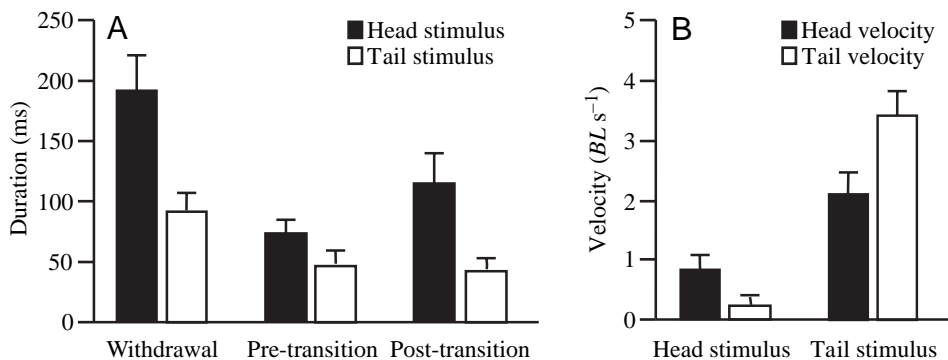 A
Head stimulus
Tail stimulus
Duration (ms)
250
200
150
100
50
0
Withdrawal Pre-transition Post-transition
B
Head velocity
Tail velocity
Velocity (BL s⁻¹)
5
4
3
2
1
0
Head stimulus Tail stimulus